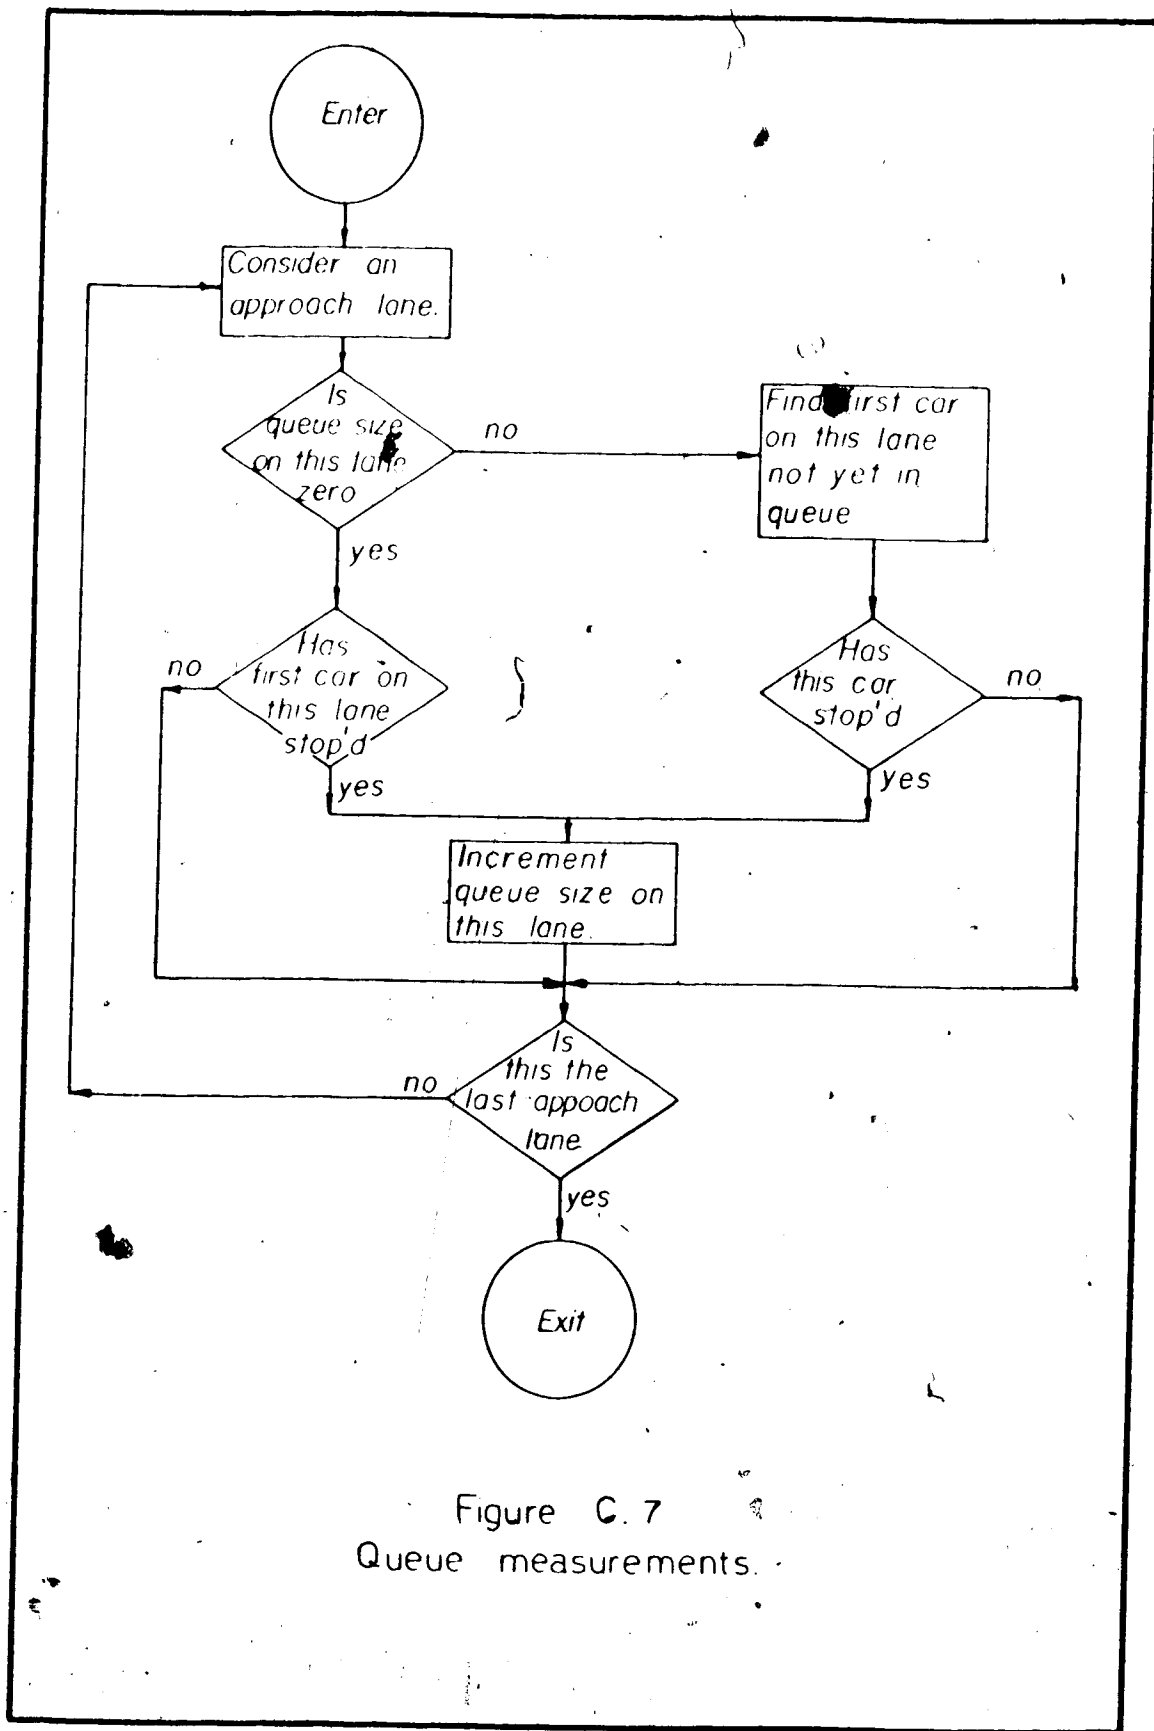 Enter
Consider an
approach lane.
Is
queue size
on this lane
zero
no
yes
Find first car
on this lane
not yet in
queue
Has
first car on
this lane
stop'd
no
yes
Has
this car
stop'd
no
yes
Increment
queue size on
this lane.
Is
this the
last appoach
lane
no
yes
Exit
Figure C.7
Queue measurements.